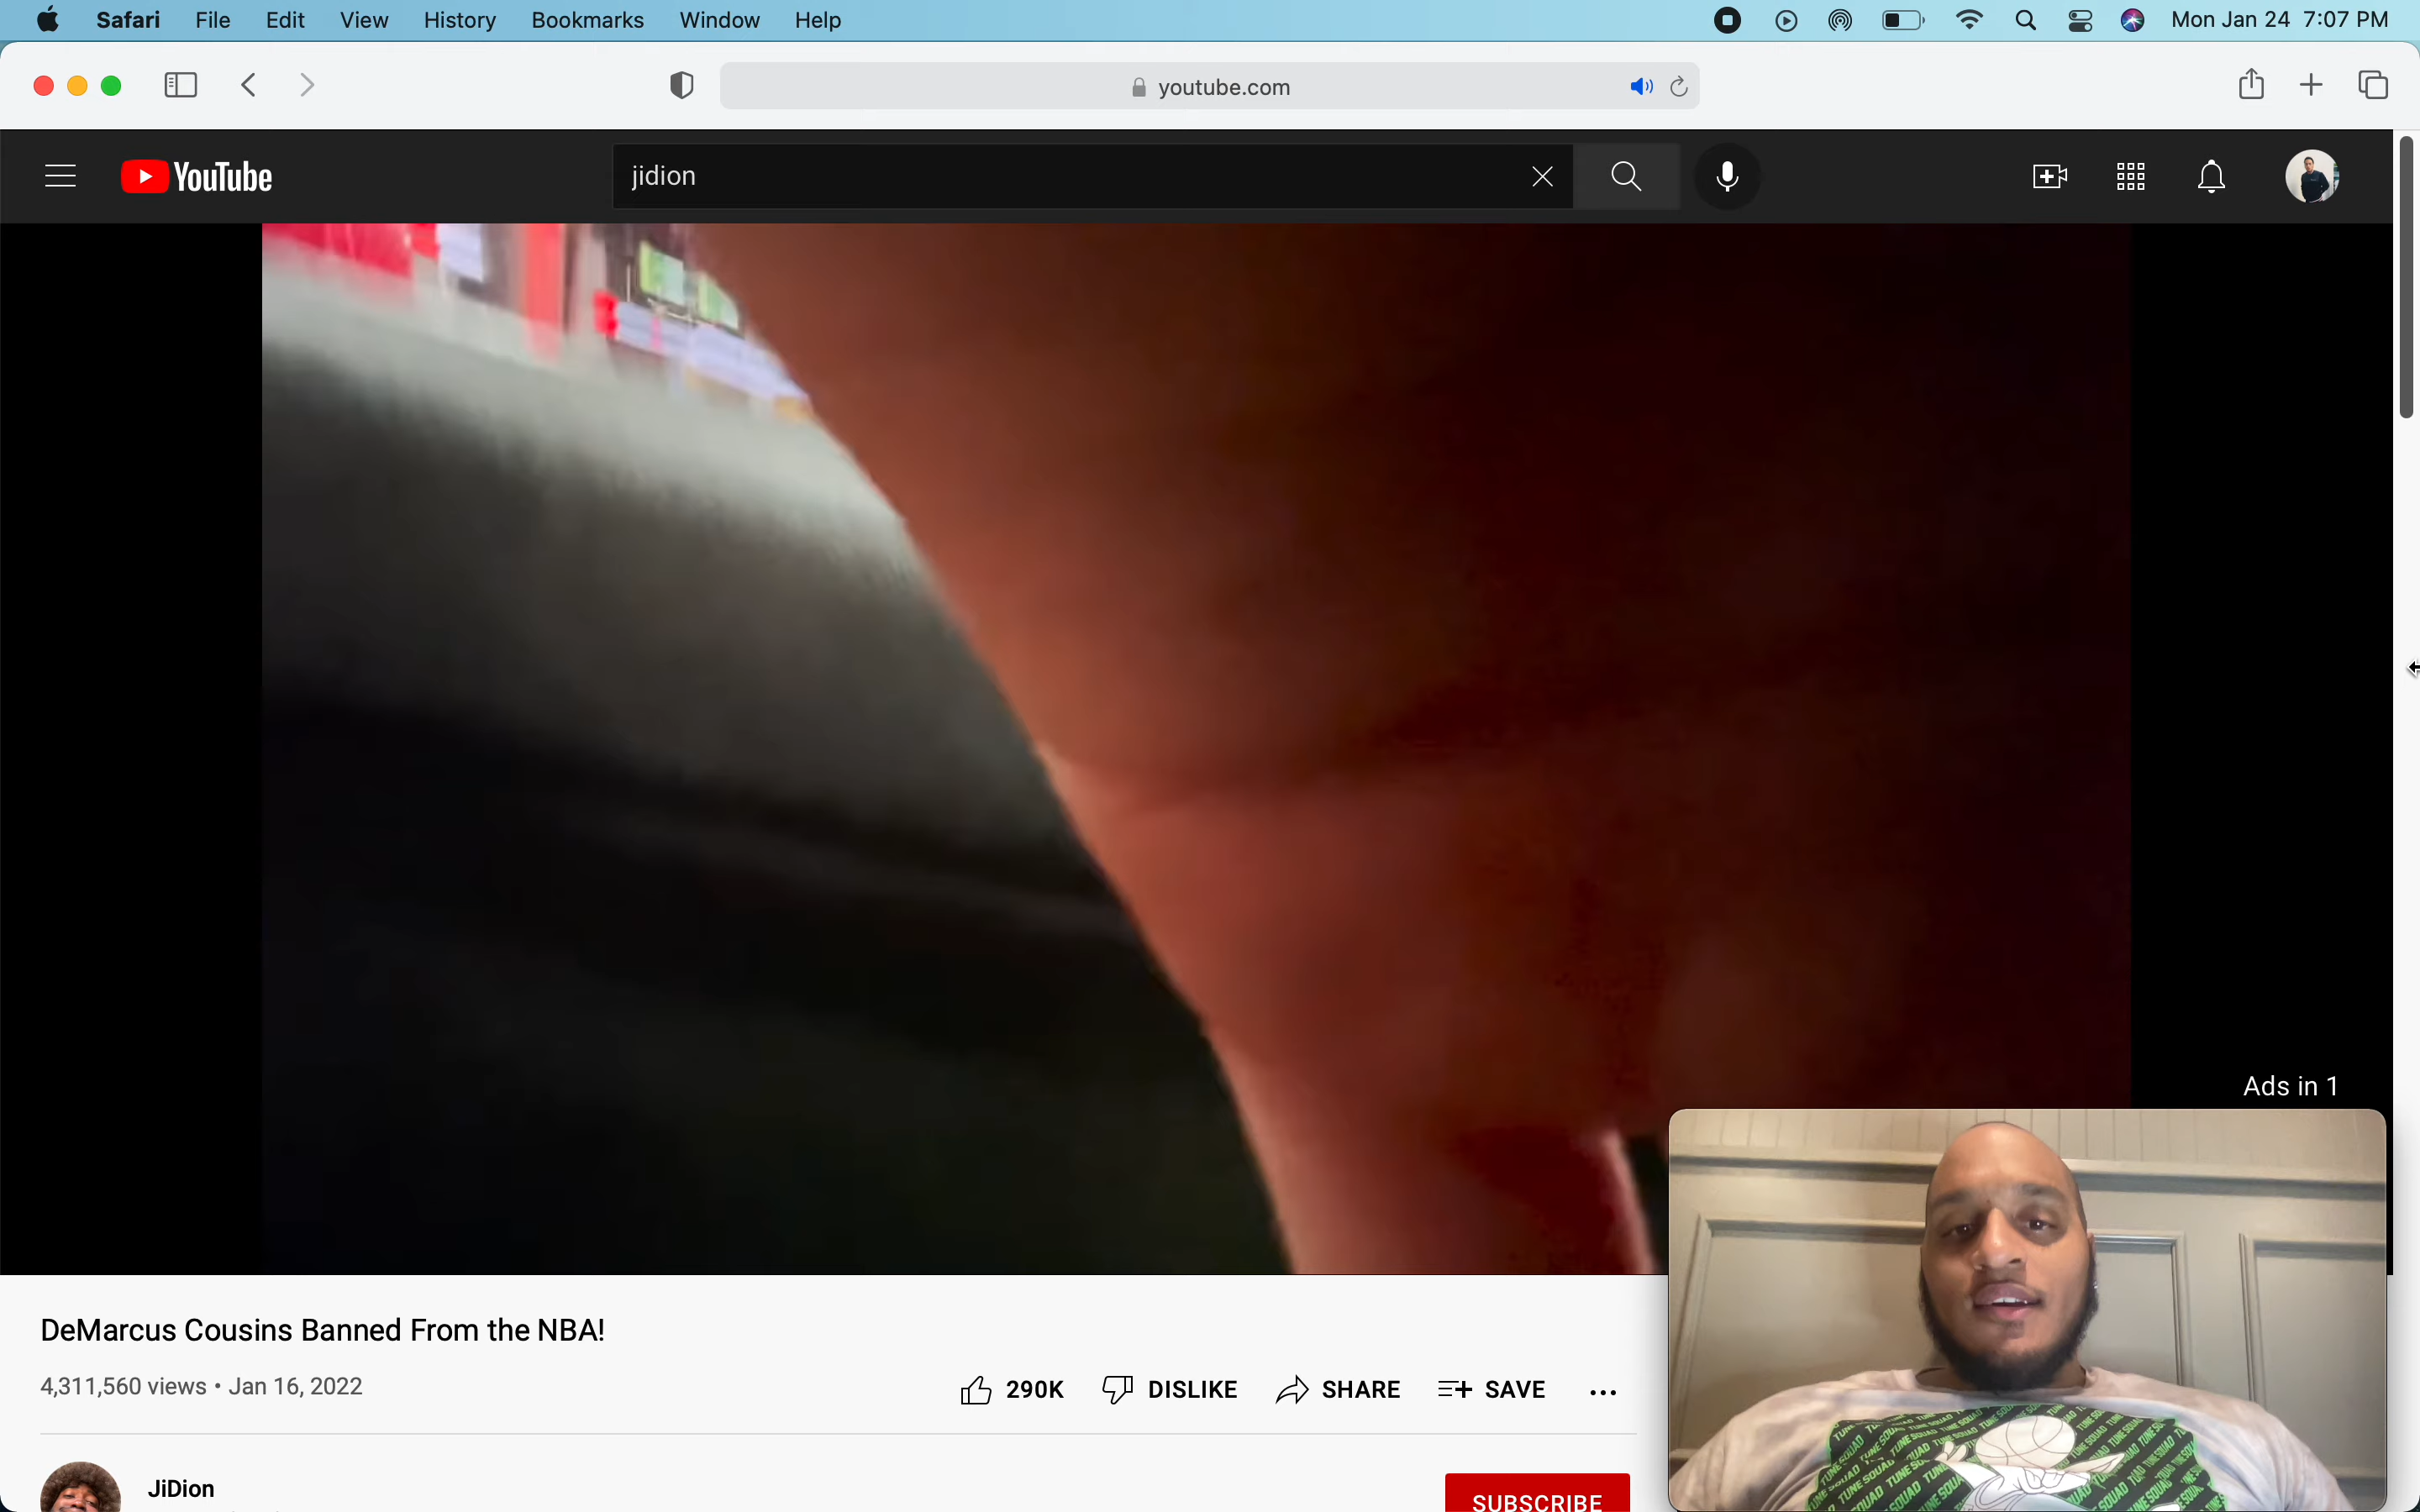 Safari File Edit View History Bookmarks Window Help Mon Jan 24 7:07 PM
youtube.com
YouTube jidion
Ads in 1
DeMarcus Cousins Banned From the NBA!
4,311,560 views • Jan 16, 2022 290K DISLIKE SHARE SAVE
JiDion
SUBSCRIBE
TUNE SQUAD